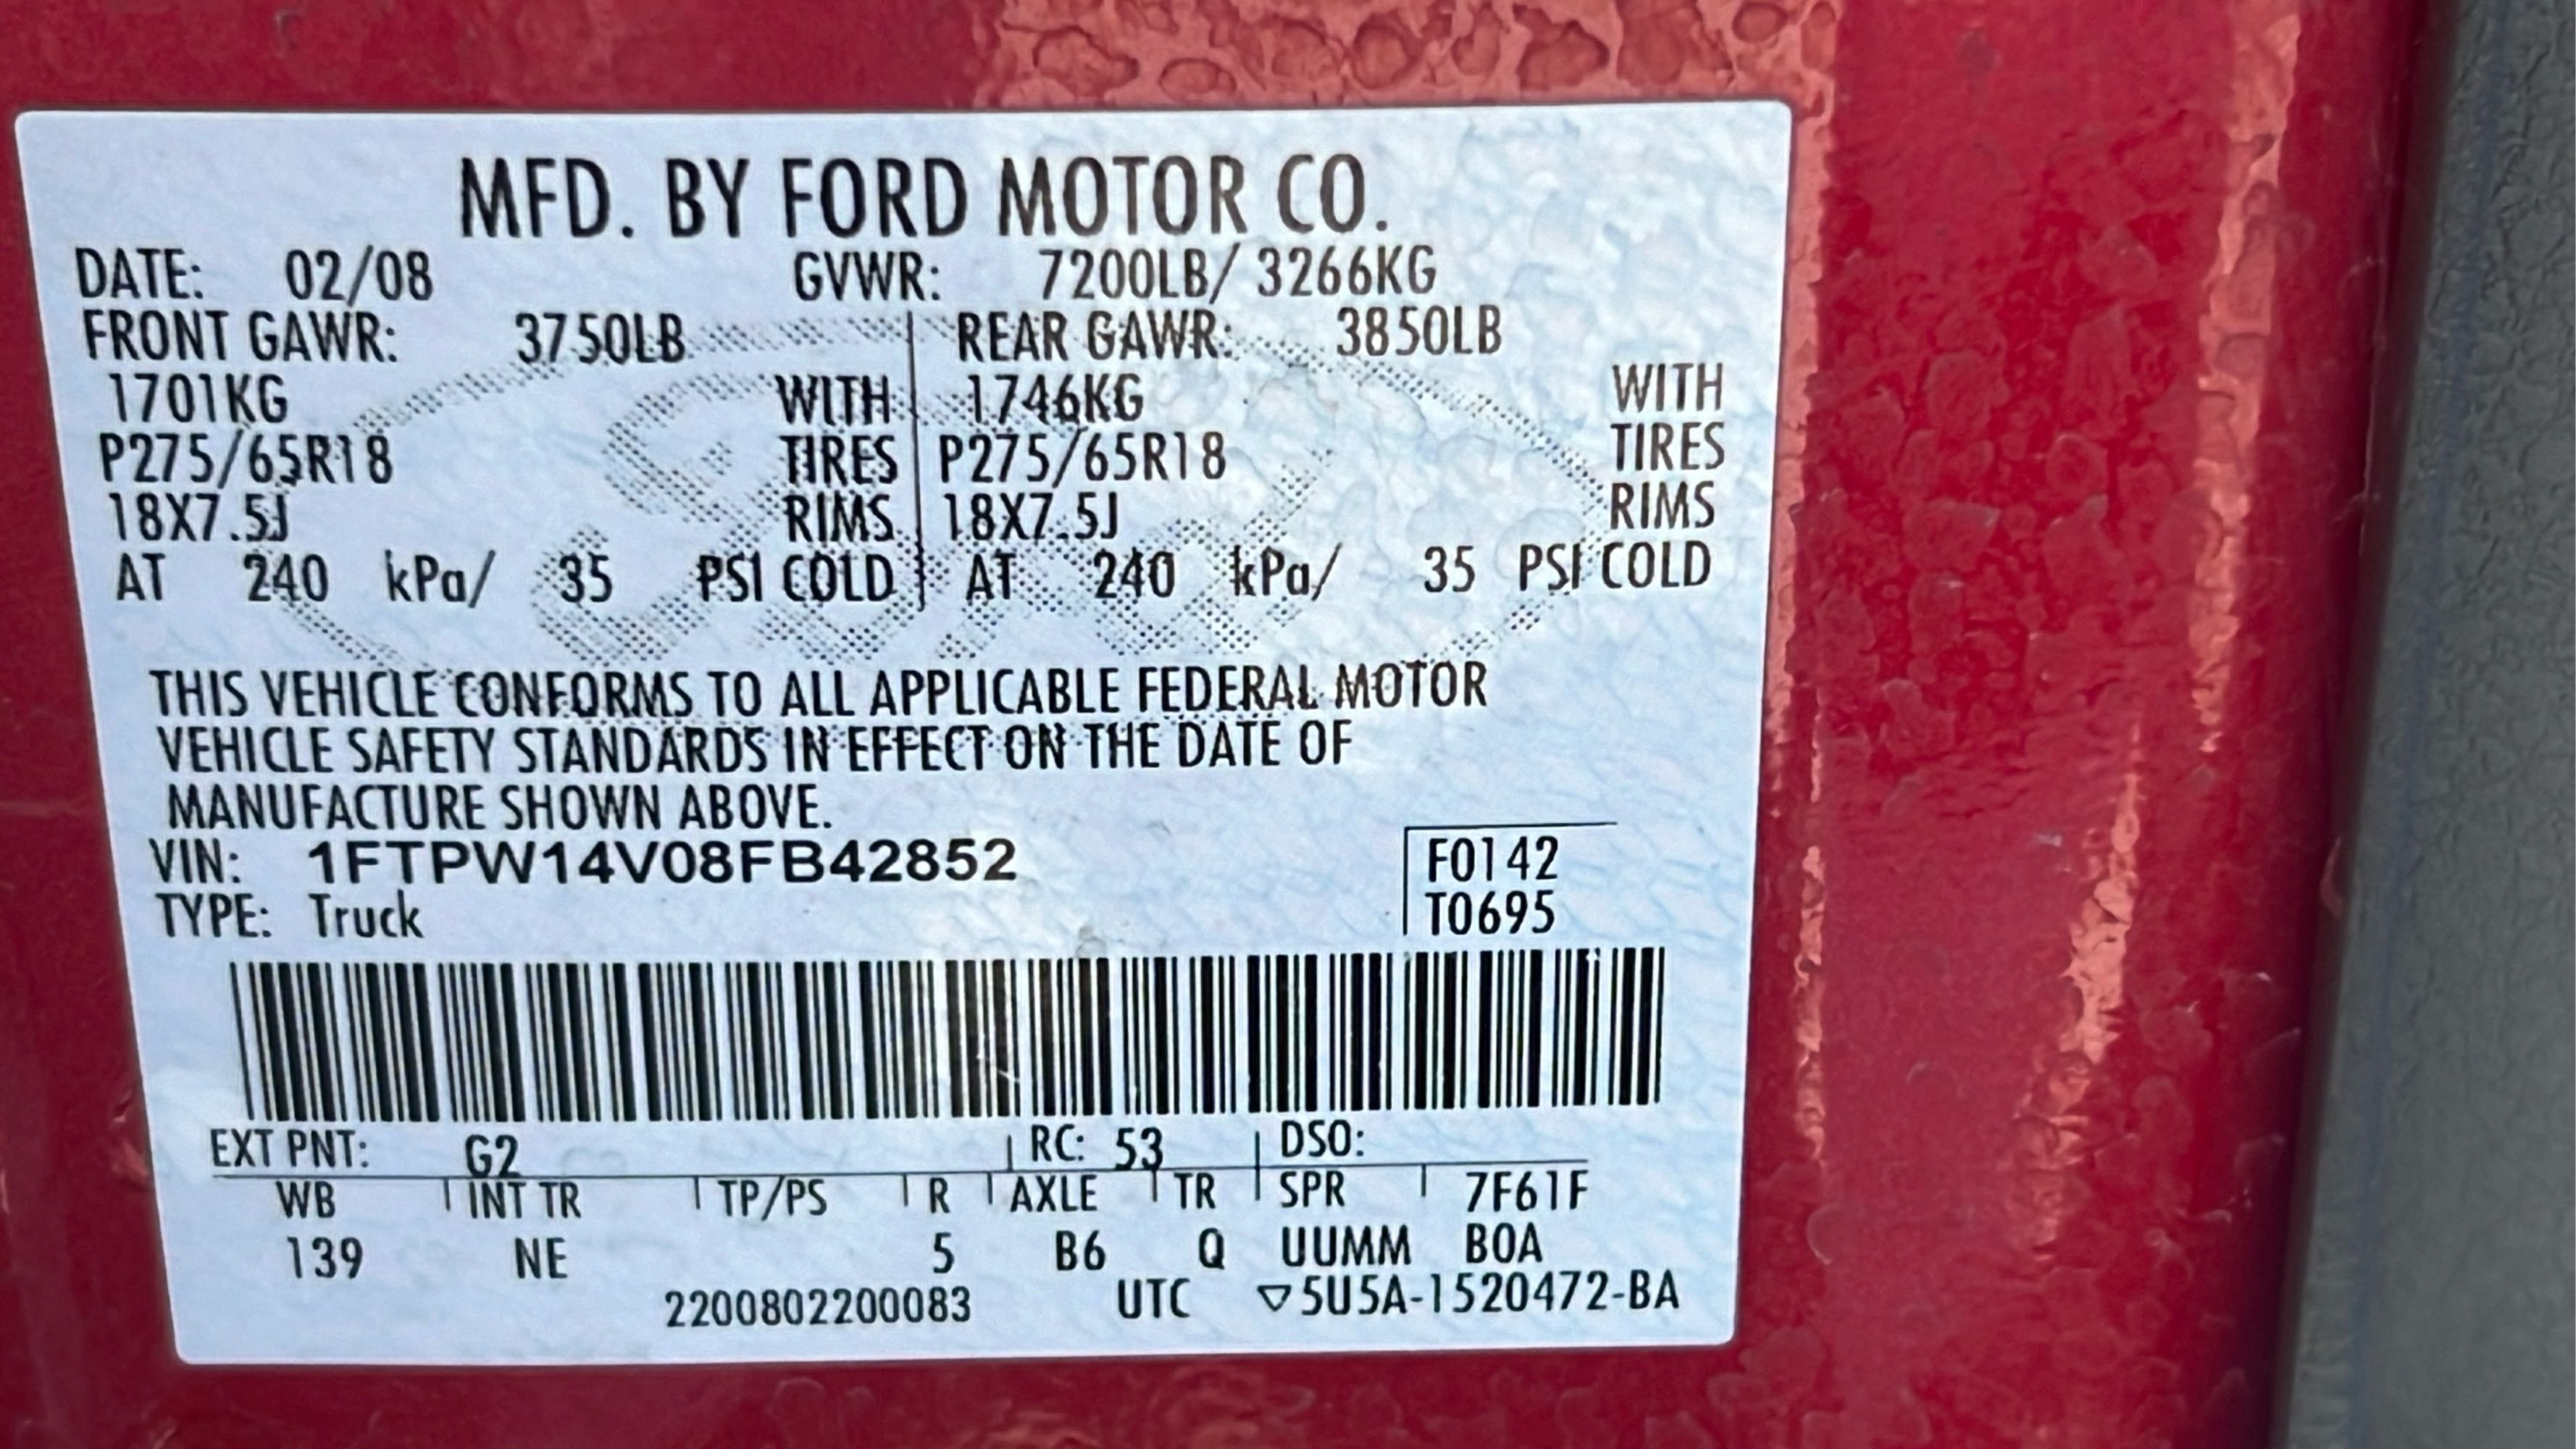 MFD. BY FORD MOTOR CO.
DATE: 02/08 GVWR: 7200LB/ 3266KG
FRONT GAWR: 3750LB REAR GAWR: 3850LB
1701KG WITH 1746KG WITH
P275/65R18 TIRES P275/65R18 TIRES
18X7.5J RIMS 18X7.5J RIMS
AT 240 kPa/ 35 PSI COLD AT 240 kPa/ 35 PSI COLD
THIS VEHICLE CONFORMS TO ALL APPLICABLE FEDERAL MOTOR
VEHICLE SAFETY STANDARDS IN EFFECT ON THE DATE OF
MANUFACTURE SHOWN ABOVE.
VIN: 1FTPW14V08FB42852 F0142
TYPE: Truck T0695
EXT PNT: G2 RC: 53 DSO:
WB INT TR TP/PS R AXLE TR SPR 7F61F
139 NE 5 B6 Q UUMM BOA
2200802200083 UTC ▽5U5A-1520472-BA